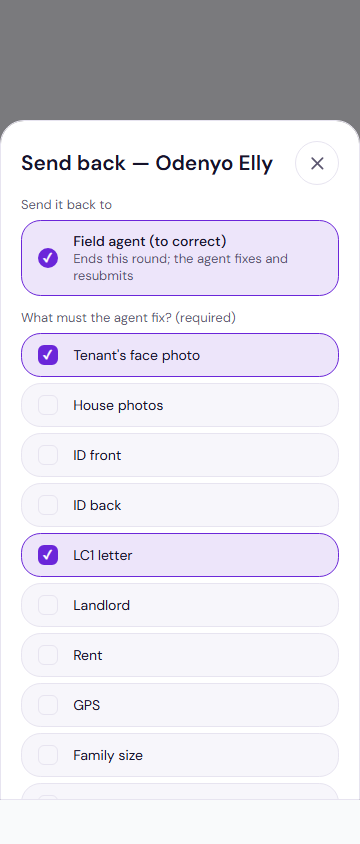 Send back — Odenyo Elly
Send it back to
Field agent (to correct)
Ends this round; the agent fixes and
resubmits
What must the agent fix? (required)
Tenant's face photo
House photos
ID front
ID back
LC1 letter
Landlord
Rent
GPS
Family size